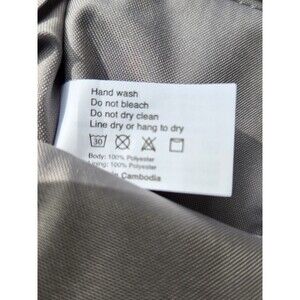 Hand wash
Do not bleach
Do not dry clean
Line dry or hang to dry
30
Body: 100% Polyester
Lining: 100% Polyester
in Cambodia